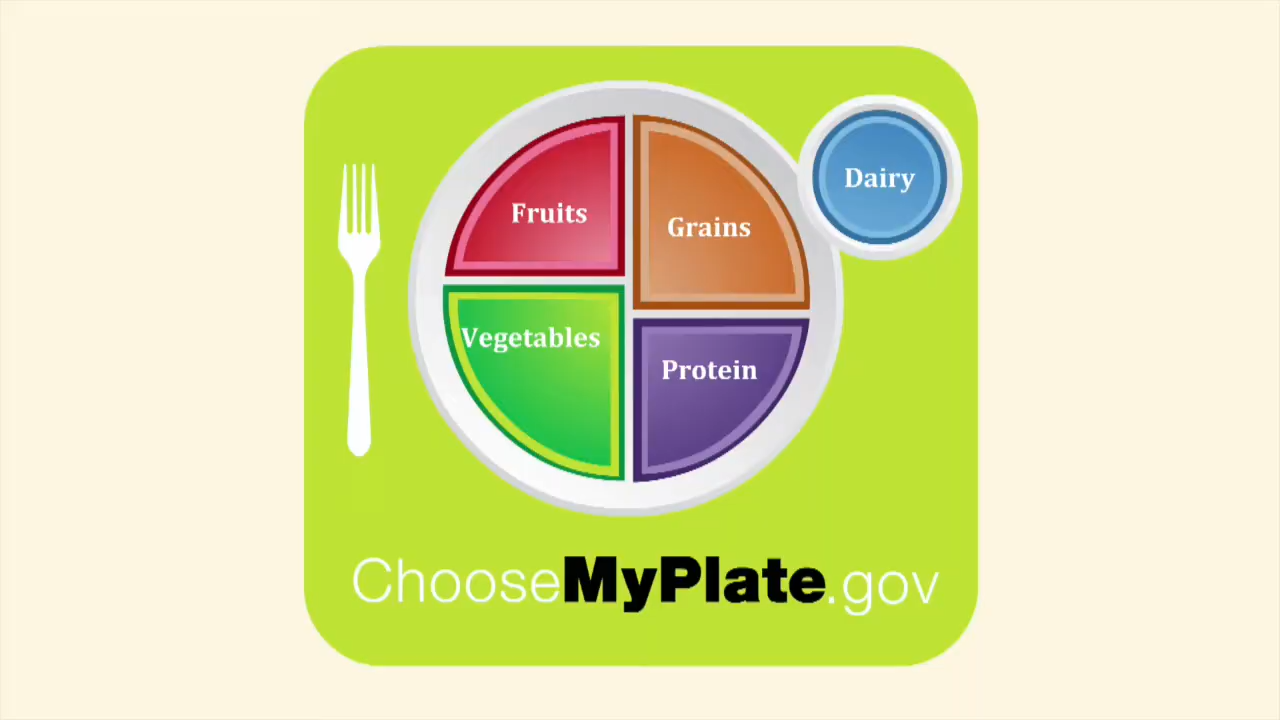 Dairy
Fruits
Grains
Vegetables
Protein
ChooseMyPlate.gov